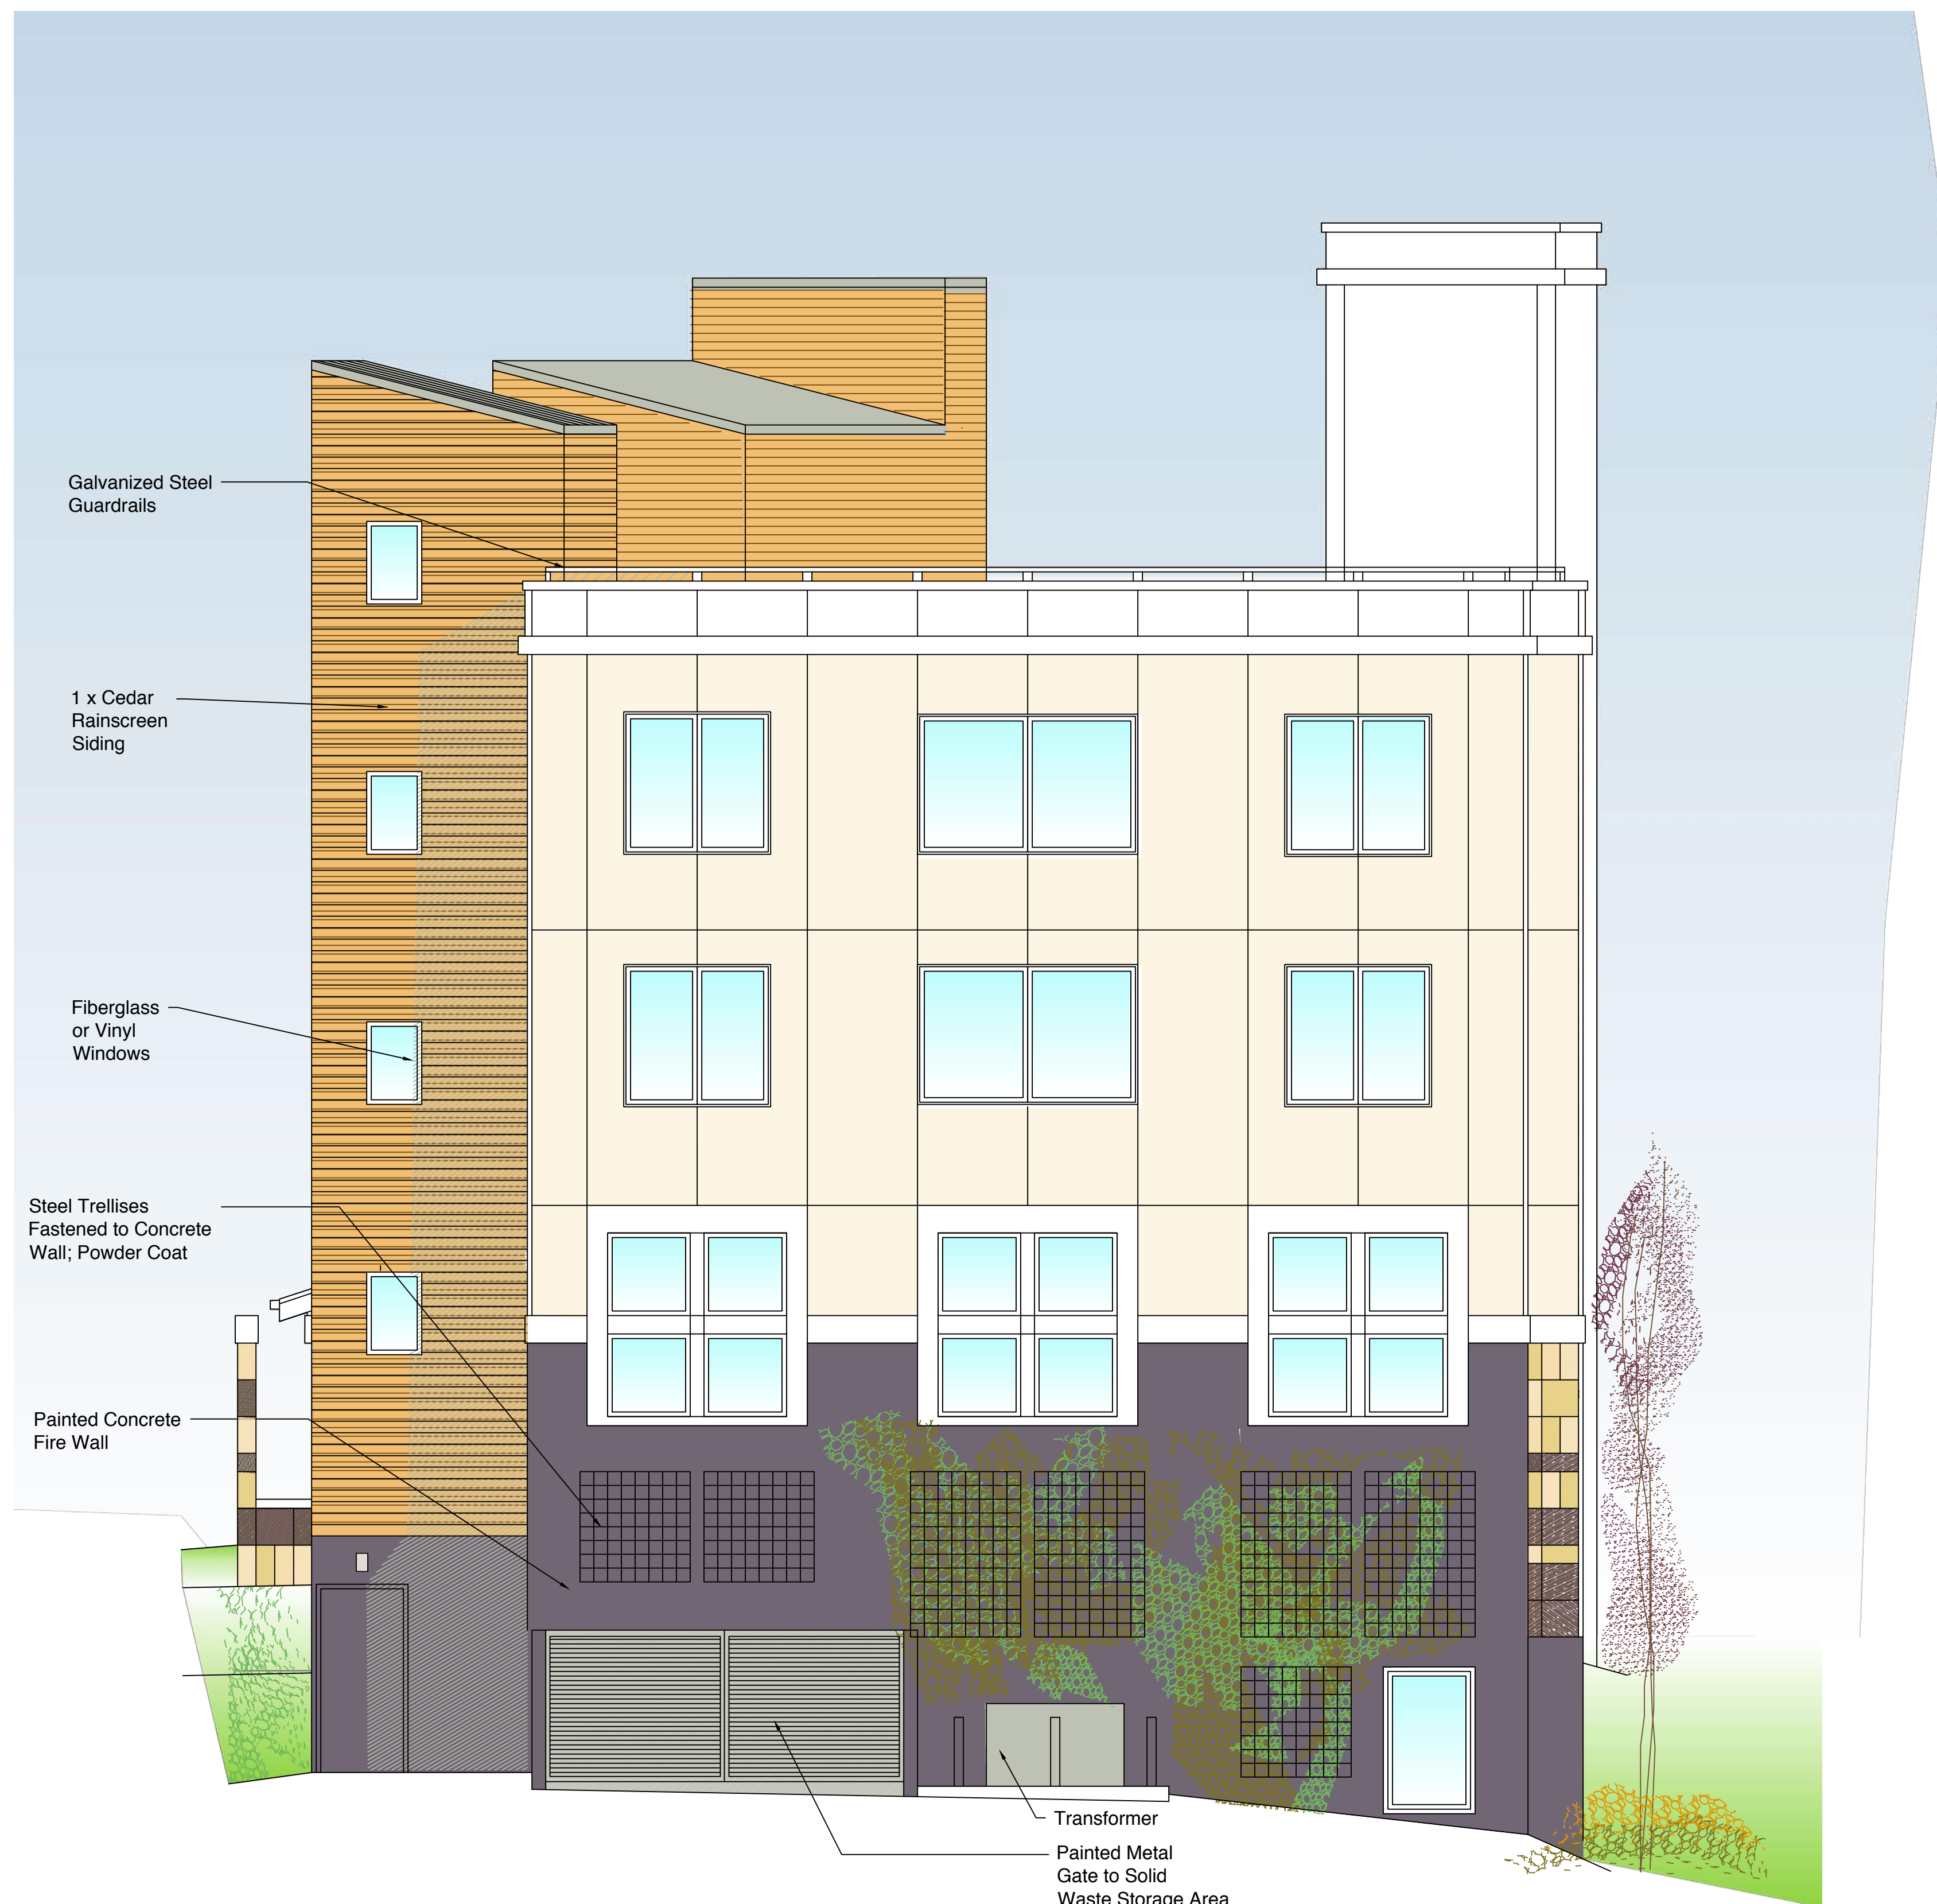 Galvanized Steel
Guardrails
1 x Cedar
Rainscreen
Siding
Fiberglass
or Vinyl
Windows
Steel Trellises
Fastened to Concrete
Wall; Powder Coat
Painted Concrete
Fire Wall
Transformer
Painted Metal
Gate to Solid
Waste Storage Area